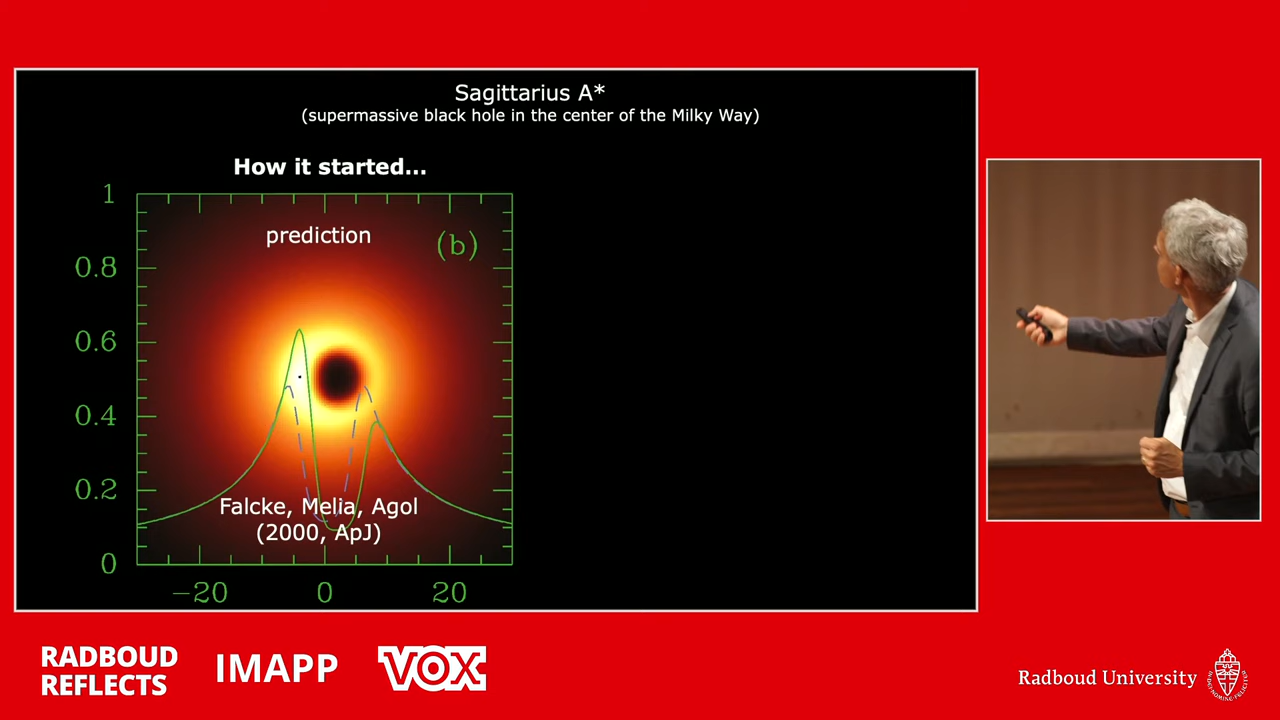 Sagittarius A*
(supermassive black hole in the center of the Milky Way)
How it started...
1
prediction
(b)
0.8
0.6
0.4
0.2
Falcke, Melia, Agol
(2000, ApJ)
0
−20 0 20
RADBOUD
REFLECTS
IMAPP
VOX
Radboud University